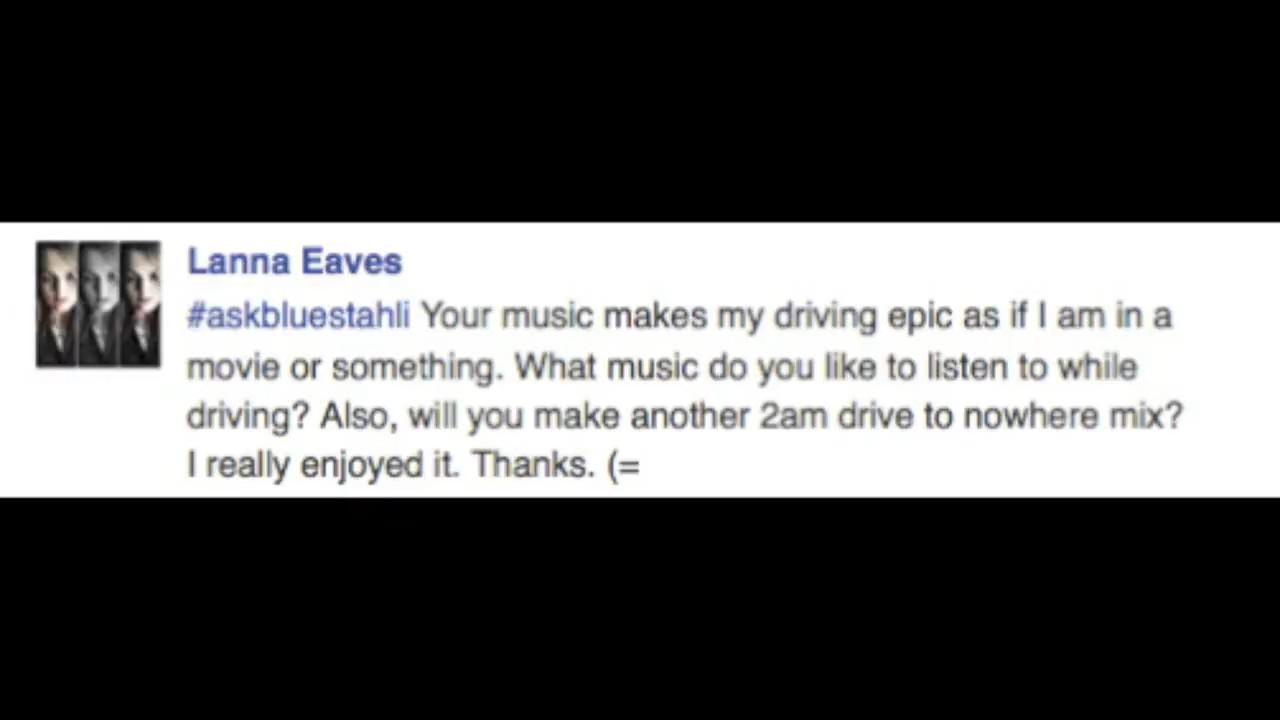 Lanna Eaves
#askbluestahli Your music makes my driving epic as if I am in a
movie or something. What music do you like to listen to while
driving? Also, will you make another 2am drive to nowhere mix?
I really enjoyed it. Thanks. (=